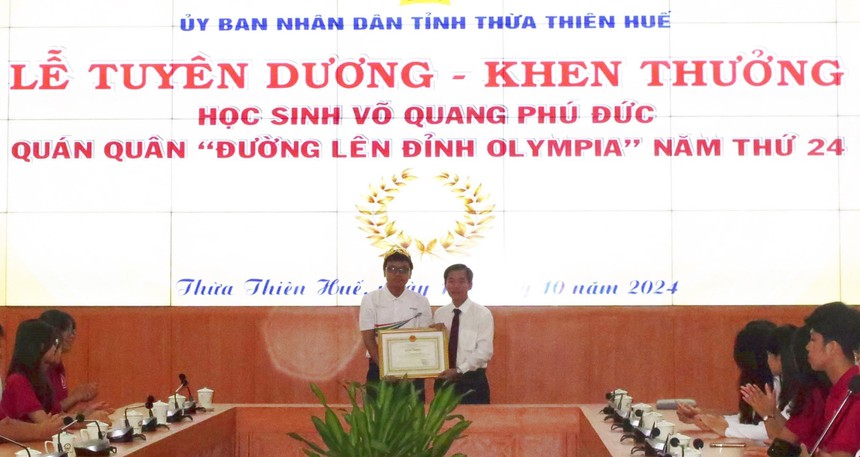 ỦY BAN NHÂN DÂN TỈNH THỪA THIÊN HUẾ
LỄ TUYÊN DƯƠNG - KHEN THƯỞNG
HỌC SINH VÕ QUANG PHÚ ĐỨC
QUÁN QUÂN “ĐƯỜNG LÊN ĐỈNH OLYMPIA” NĂM THỨ 24
Thừa Thiên Huế, 10 năm 2024